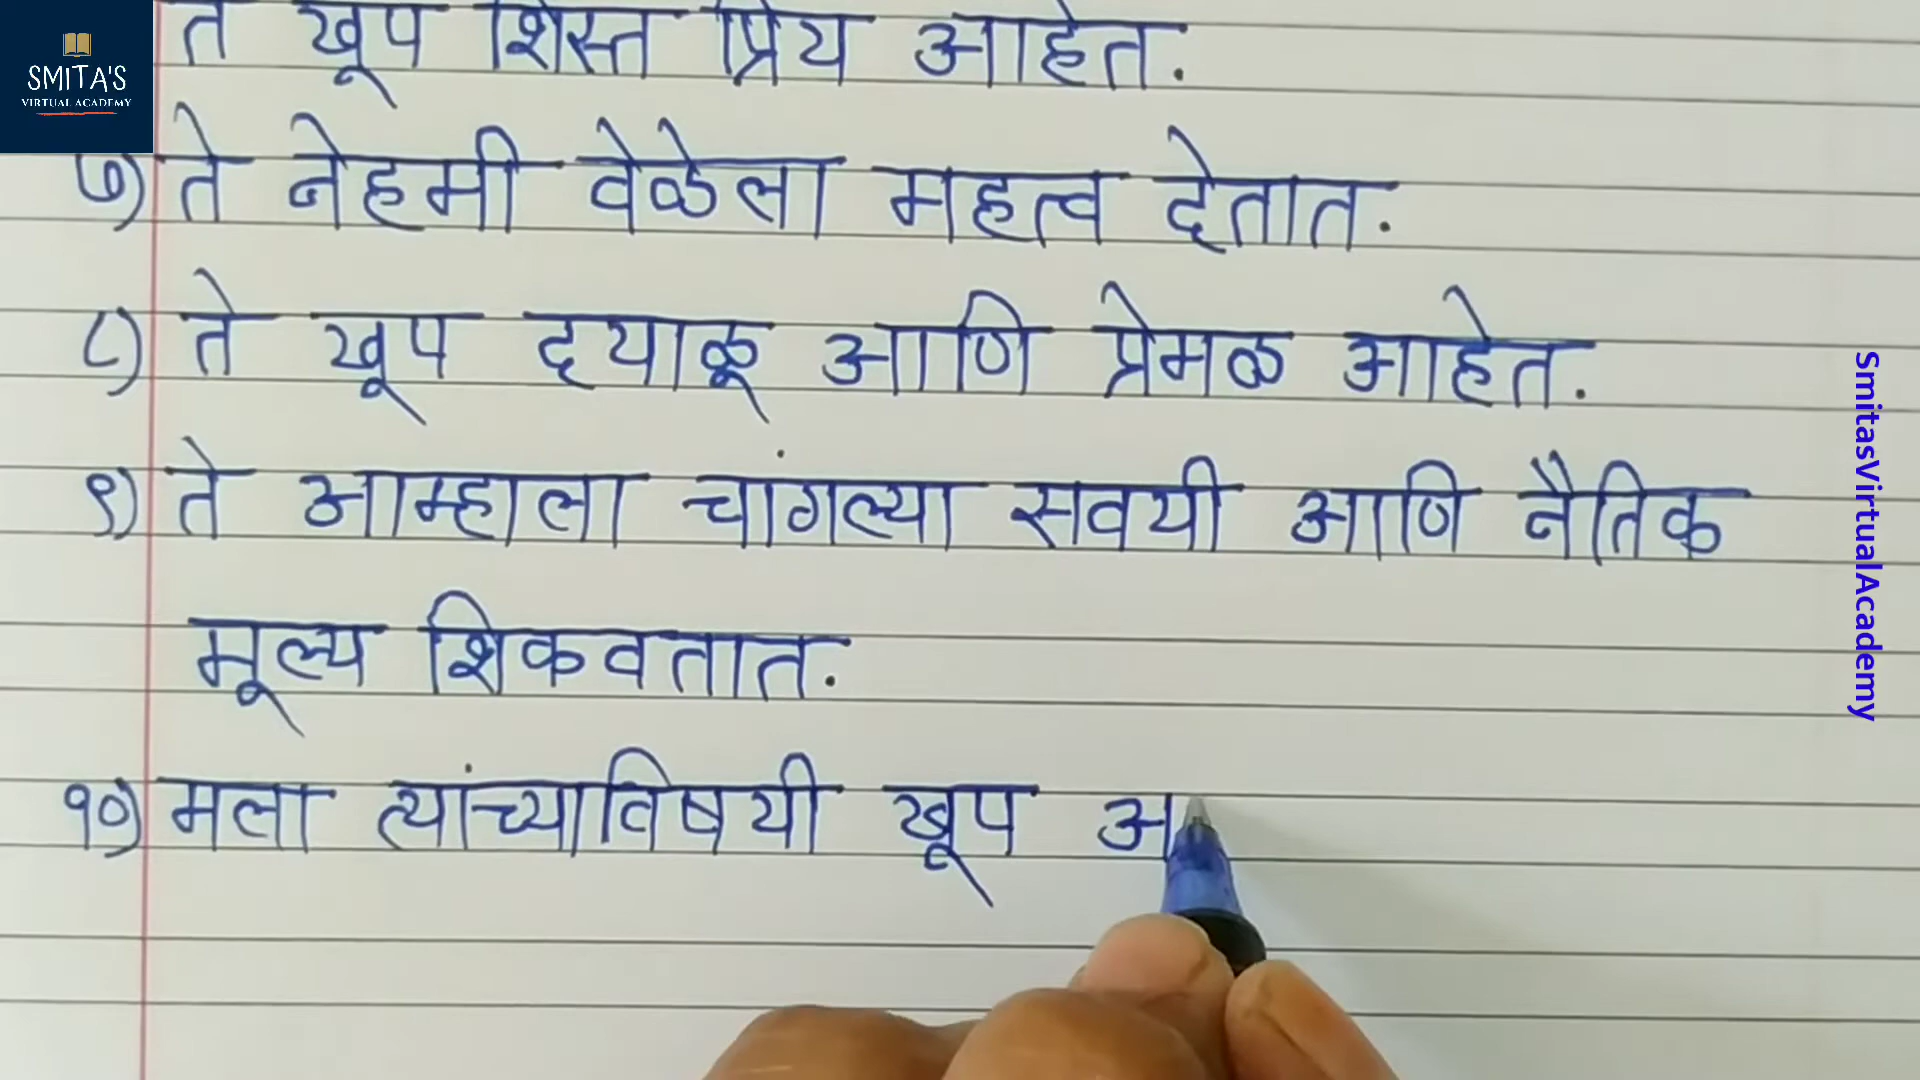 SMITA'S
VIRTUAL ACADEMY
ते खूप शिस्त प्रिय आहेत.
७) ते नेहमी वेळेला महत्व देतात.
८) ते खूप दयाळू आणि प्रेमळ आहेत.
९) ते आम्हाला चांगल्या सवयी आणि नैतिक
मूल्य शिकवतात.
१०) मला त्यांच्याविषयी खूप अ
SmitasVirtualAcademy